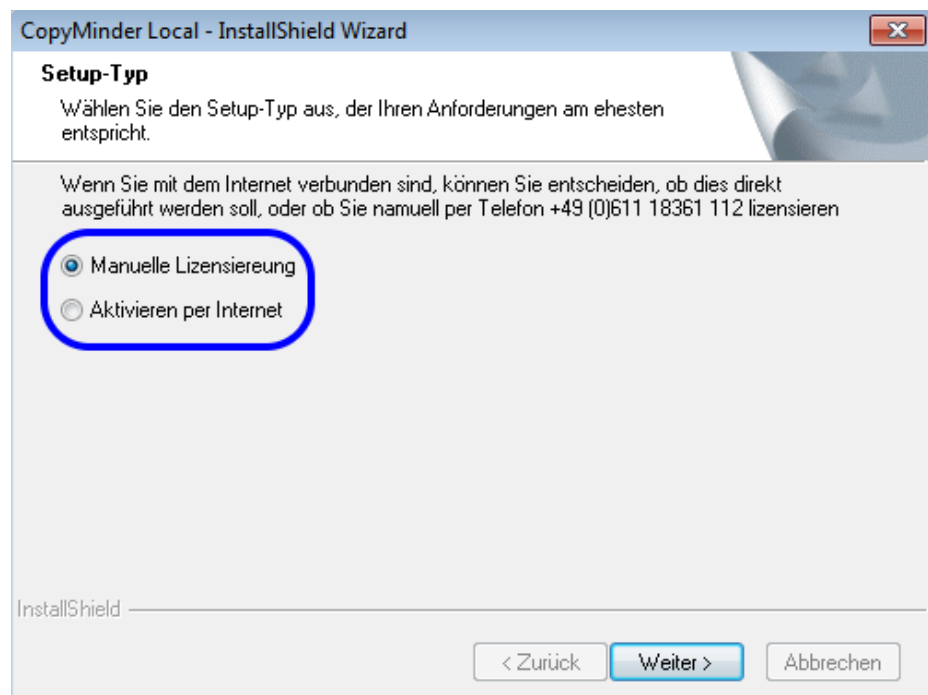 CopyMinder Local - InstallShield Wizard
Setup-Typ
Wählen Sie den Setup-Typ aus, der Ihren Anforderungen am ehesten
entspricht.
Wenn Sie mit dem Internet verbunden sind, können Sie entscheiden, ob dies direkt
ausgeführt werden soll, oder ob Sie namuell per Telefon +49 (0)611 18361 112 lizensieren
Manuelle Lizensiereung
Aktivieren per Internet
InstallShield
< Zurück Weiter > Abbrechen